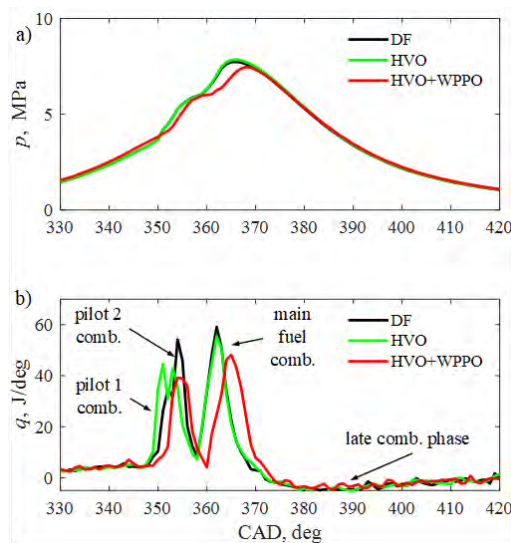 a)
10
5
0
p, MPa
DF
HVO
HVO+WPPO
330 340 350 360 370 380 390 400 410 420
b)
60
40
20
0
q, J/deg
pilot 2
comb.
pilot 1
comb.
main
fuel
comb.
DF
HVO
HVO+WPPO
late comb. phase
330 340 350 360 370 380 390 400 410 420
CAD, deg